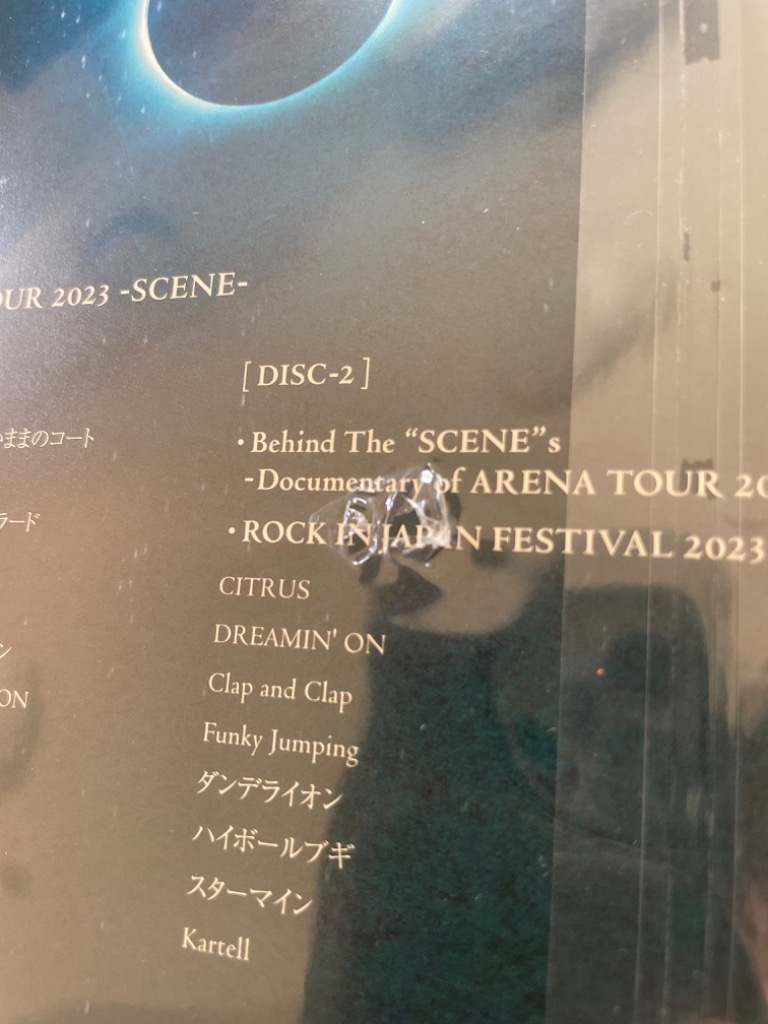 OUR 2023 -SCENE-
[ DISC-2 ]
ままのコート
・Behind The “SCENE”s
-Documentary of ARENA TOUR 20
ラード
・ROCK IN JAPAN FESTIVAL 2023
CITRUS
DREAMIN' ON
ン
Clap and Clap
ON
Funky Jumping
ダンデライオン
ハイボールブギ
スターマイン
Kartell